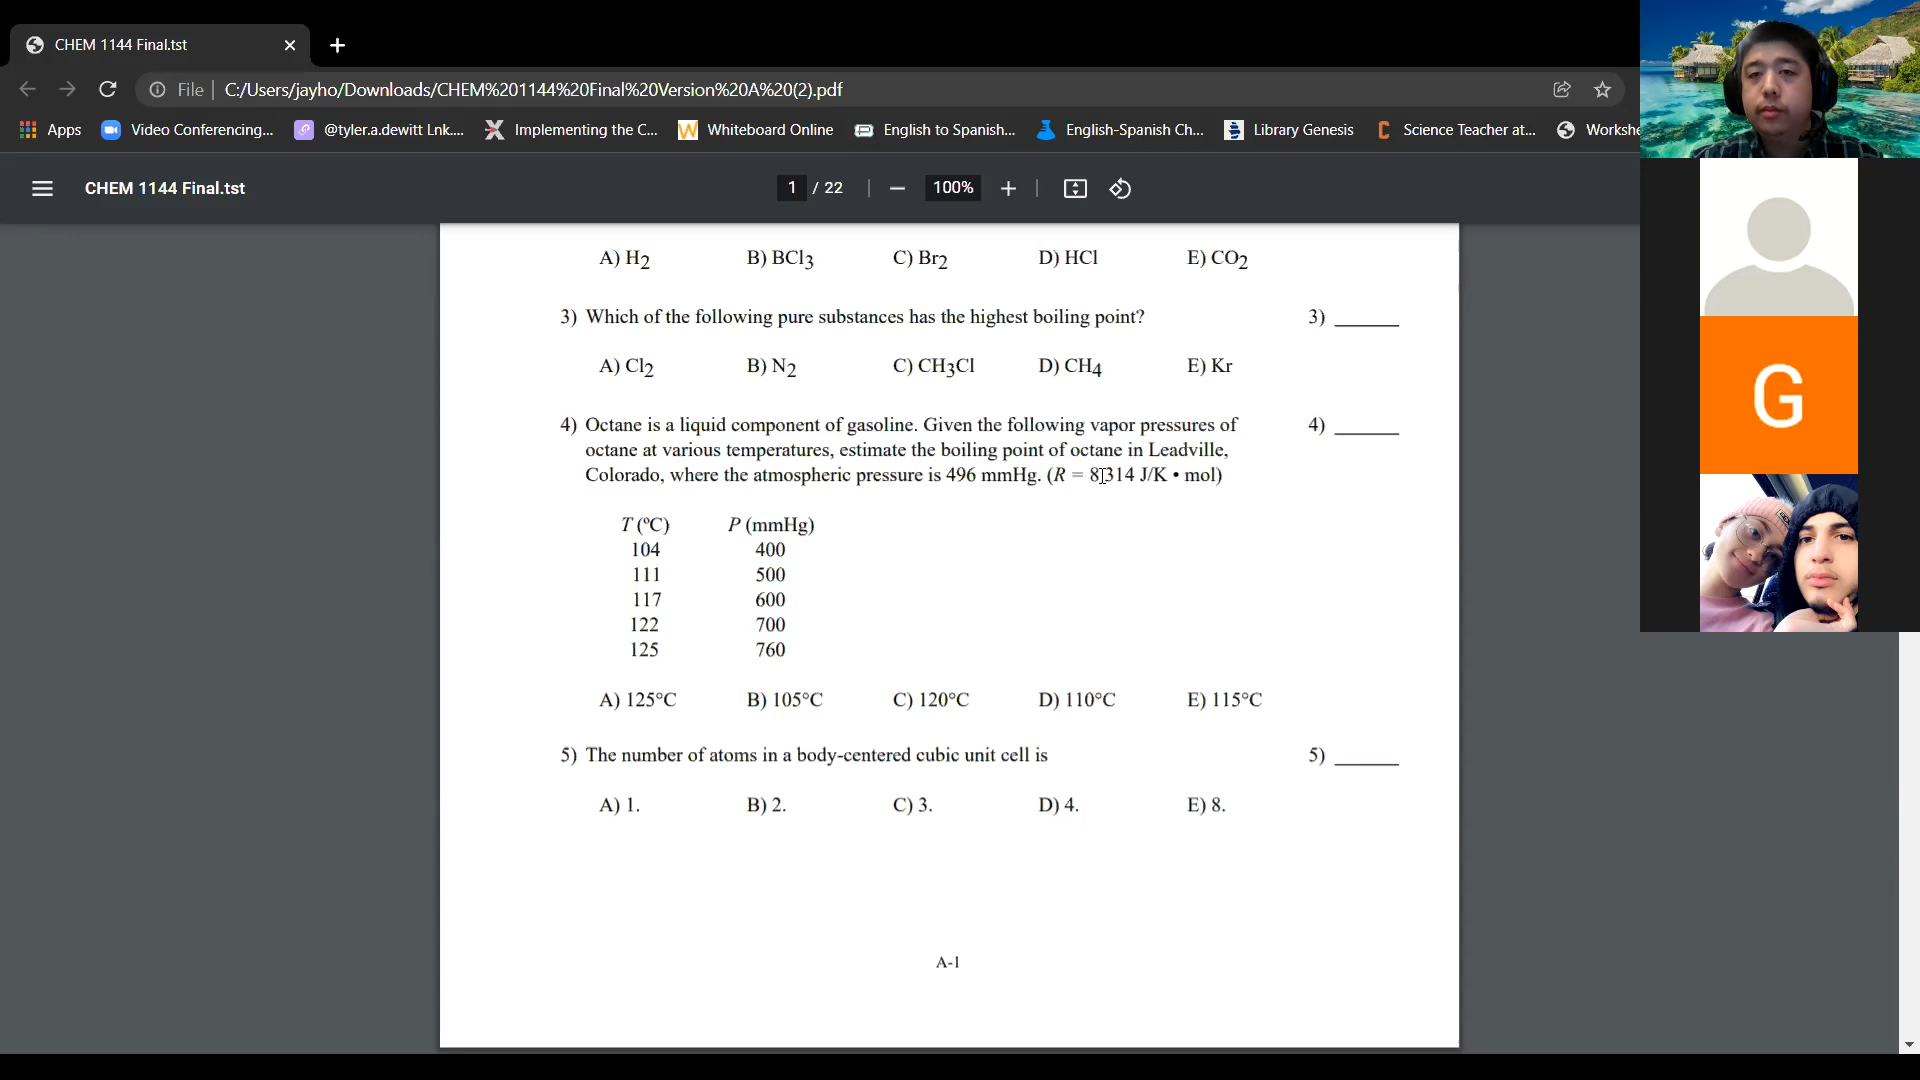 CHEM 1144 Final.tst
File | C:/Users/jayho/Downloads/CHEM%201144%20Final%20Version%20A%20(2).pdf
Apps Video Conferencing... @tyler.a.dewitt Lnk.... Implementing the C... Whiteboard Online English to Spanish... English-Spanish Ch... Library Genesis Science Teacher at... Workshe
CHEM 1144 Final.tst 1 / 22 100%
A) H2 B) BCl3 C) Br2 D) HCl E) CO2
3) Which of the following pure substances has the highest boiling point? 3)
A) Cl2 B) N2 C) CH3Cl D) CH4 E) Kr
4) Octane is a liquid component of gasoline. Given the following vapor pressures of 4)
octane at various temperatures, estimate the boiling point of octane in Leadville,
Colorado, where the atmospheric pressure is 496 mmHg. (R = 8.314 J/K • mol)
T (ºC) P (mmHg)
104 400
111 500
117 600
122 700
125 760
A) 125°C B) 105°C C) 120°C D) 110°C E) 115°C
5) The number of atoms in a body-centered cubic unit cell is 5)
A) 1. B) 2. C) 3. D) 4. E) 8.
A-1
G